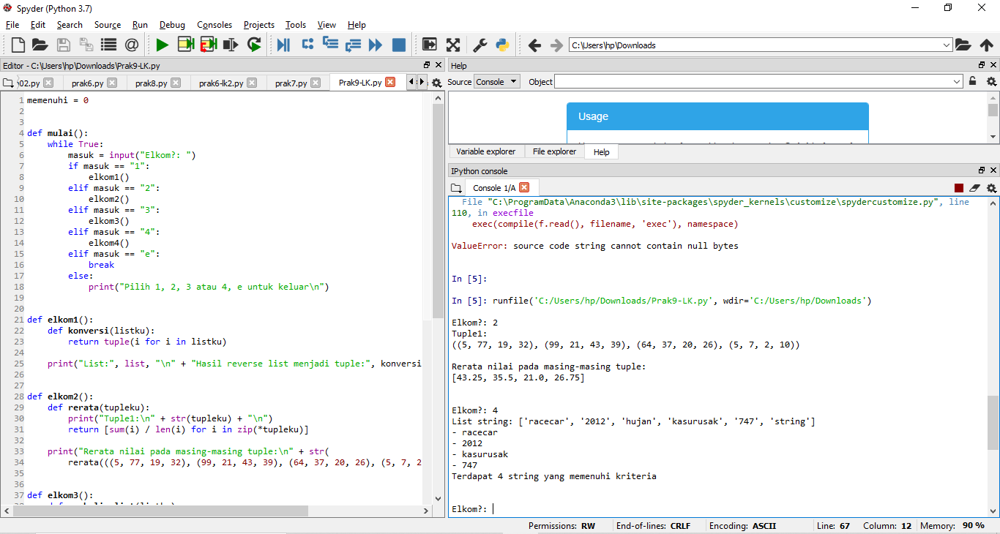 Spyder (Python 3.7)
File Edit Search Source Run Debug Consoles Projects Tools View Help
C:\Users\hp\Downloads
Editor - C:\Users\hp\Downloads\Prak9-LK.py
02.py prak6.py prak8.py prak6-lk2.py prak7.py Prak9-LK.py
1 memenuhi = 0
2
3
4 def mulai():
5 while True:
6 masuk = input("Elkom?: ")
7 if masuk == "1":
8 elkom1()
9 elif masuk == "2":
10 elkom2()
11 elif masuk == "3":
12 elkom3()
13 elif masuk == "4":
14 elkom4()
15 elif masuk == "e":
16 break
17 else:
18 print("Pilih 1, 2, 3 atau 4, e untuk keluar\n")
19
20
21 def elkom1():
22 def konversi(listku):
23 return tuple(i for i in listku)
24
25 print("List:", list, "\n" + "Hasil reverse list menjadi tuple:", konversi
26
27
28 def elkom2():
29 def rerata(tupleku):
30 print("Tuple1:\n" + str(tupleku) + "\n")
31 return [sum(i) / len(i) for i in zip(*tupleku)]
32
33 print("Rerata nilai pada masing-masing tuple:\n" + str(
34 rerata(((5, 77, 19, 32), (99, 21, 43, 39), (64, 37, 20, 26), (5, 7, 2
35
36
37 def elkom3():
Help
Source Console Object
Usage
Variable explorer File explorer Help
IPython console
Console 1/A
File "C:\ProgramData\Anaconda3\lib\site-packages\spyder_kernels\customize\spydercustomize.py", line
110, in execfile
exec(compile(f.read(), filename, 'exec'), namespace)
ValueError: source code string cannot contain null bytes
In [5]:
In [5]: runfile('C:/Users/hp/Downloads/Prak9-LK.py', wdir='C:/Users/hp/Downloads')
Elkom?: 2
Tuple1:
((5, 77, 19, 32), (99, 21, 43, 39), (64, 37, 20, 26), (5, 7, 2, 10))
Rerata nilai pada masing-masing tuple:
[43.25, 35.5, 21.0, 26.75]
Elkom?: 4
List string: ['racecar', '2012', 'hujan', 'kasurusak', '747', 'string']
- racecar
- 2012
- kasurusak
- 747
Terdapat 4 string yang memenuhi kriteria
Elkom?:
Permissions: RW End-of-lines: CRLF Encoding: ASCII Line: 67 Column: 12 Memory: 90 %